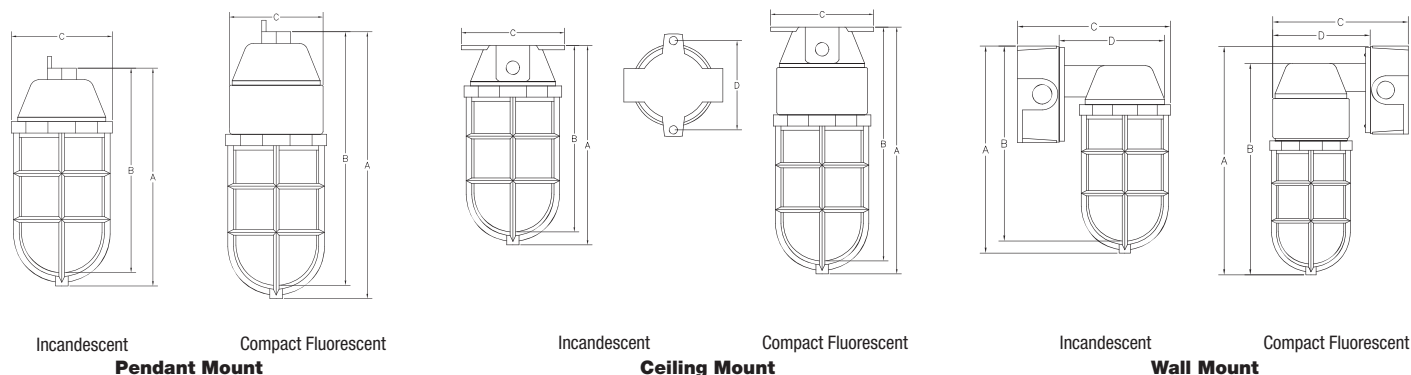 C
B
A
C
B
A
C
B
A
D
C
B
A
C
D
A
B
C
D
A
B
Incandescent
Compact Fluorescent
Incandescent
Compact Fluorescent
Incandescent
Compact Fluorescent
Pendant Mount
Ceiling Mount
Wall Mount